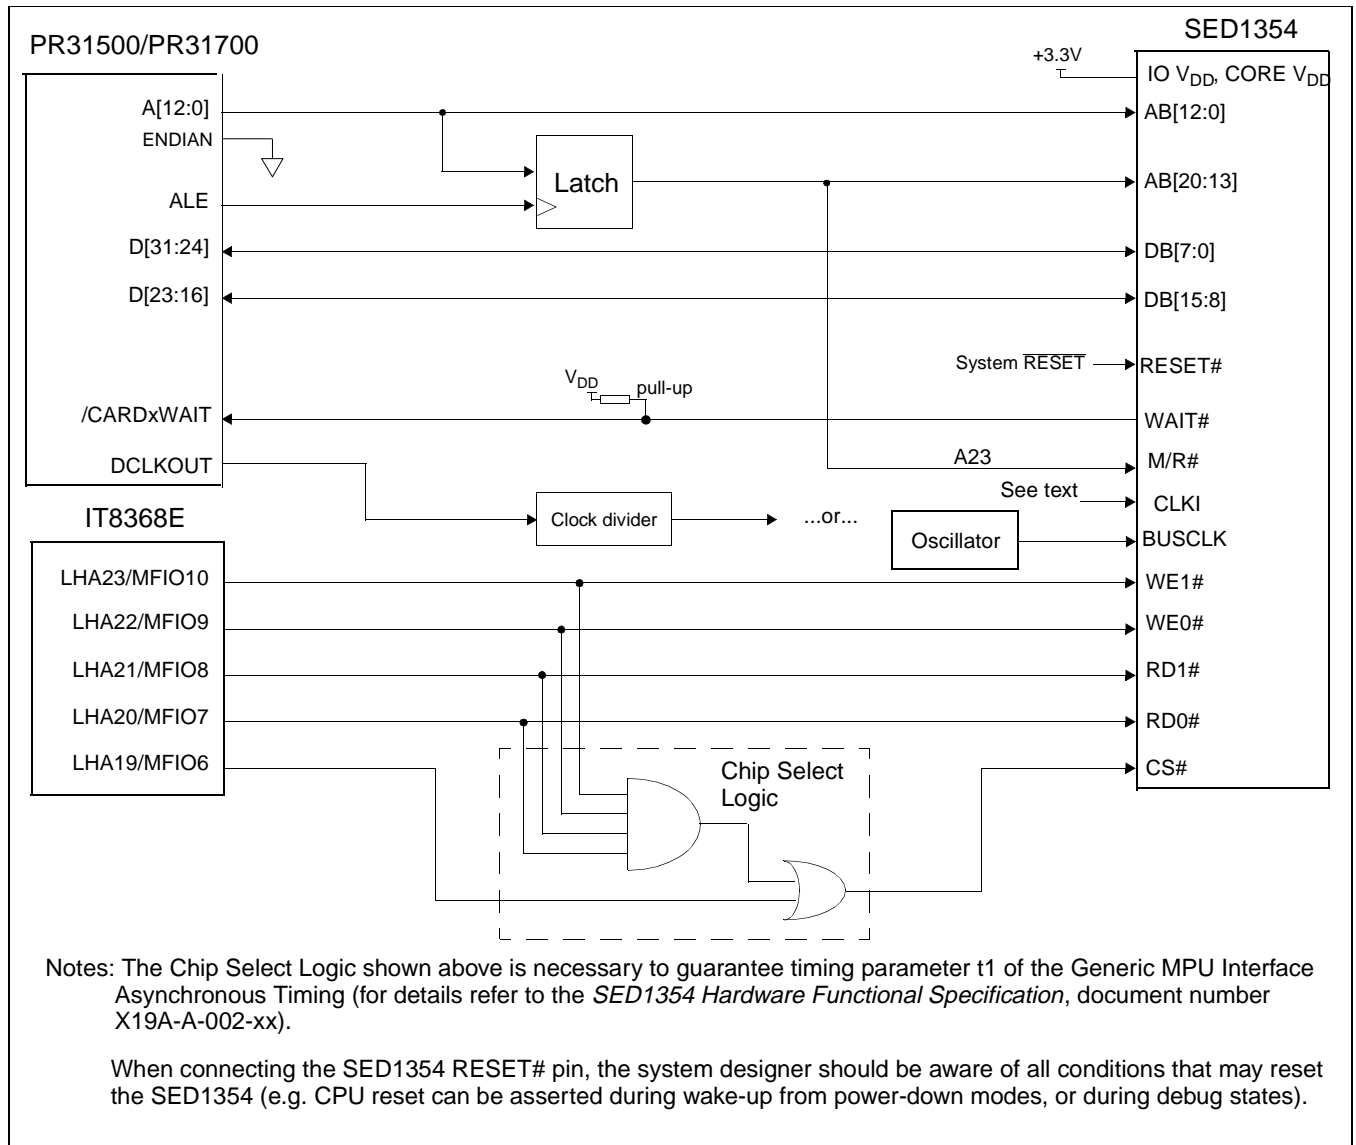 SED1354
PR31500/PR31700
+3.3V
IO VDD, CORE VDD
A[12:0]
AB[12:0]
ENDIAN
Latch
AB[20:13]
ALE
D[31:24]
DB[7:0]
D[23:16]
DB[15:8]
System RESET
RESET#
VDD
pull-up
/CARDxWAIT
WAIT#
DCLKOUT
A23
M/R#
See text
CLKI
IT8368E
Clock divider
...or...
Oscillator
BUSCLK
LHA23/MFIO10
WE1#
LHA22/MFIO9
WE0#
LHA21/MFIO8
RD1#
LHA20/MFIO7
RD0#
LHA19/MFIO6
CS#
Chip Select
Logic
Notes: The Chip Select Logic shown above is necessary to guarantee timing parameter t1 of the Generic MPU Interface
Asynchronous Timing (for details refer to the SED1354 Hardware Functional Specification, document number
X19A-A-002-xx).
When connecting the SED1354 RESET# pin, the system designer should be aware of all conditions that may reset
the SED1354 (e.g. CPU reset can be asserted during wake-up from power-down modes, or during debug states).